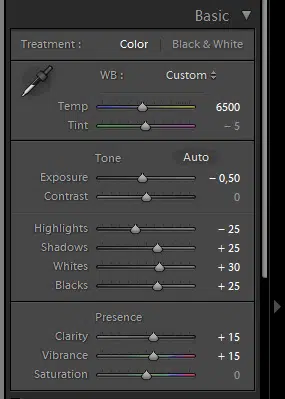 Basic
Treatment : Color | Black & White
WB : Custom
Temp 6500
Tint – 5
Tone Auto
Exposure – 0,50
Contrast 0
Highlights – 25
Shadows + 25
Whites + 30
Blacks + 25
Presence
Clarity + 15
Vibrance + 15
Saturation 0